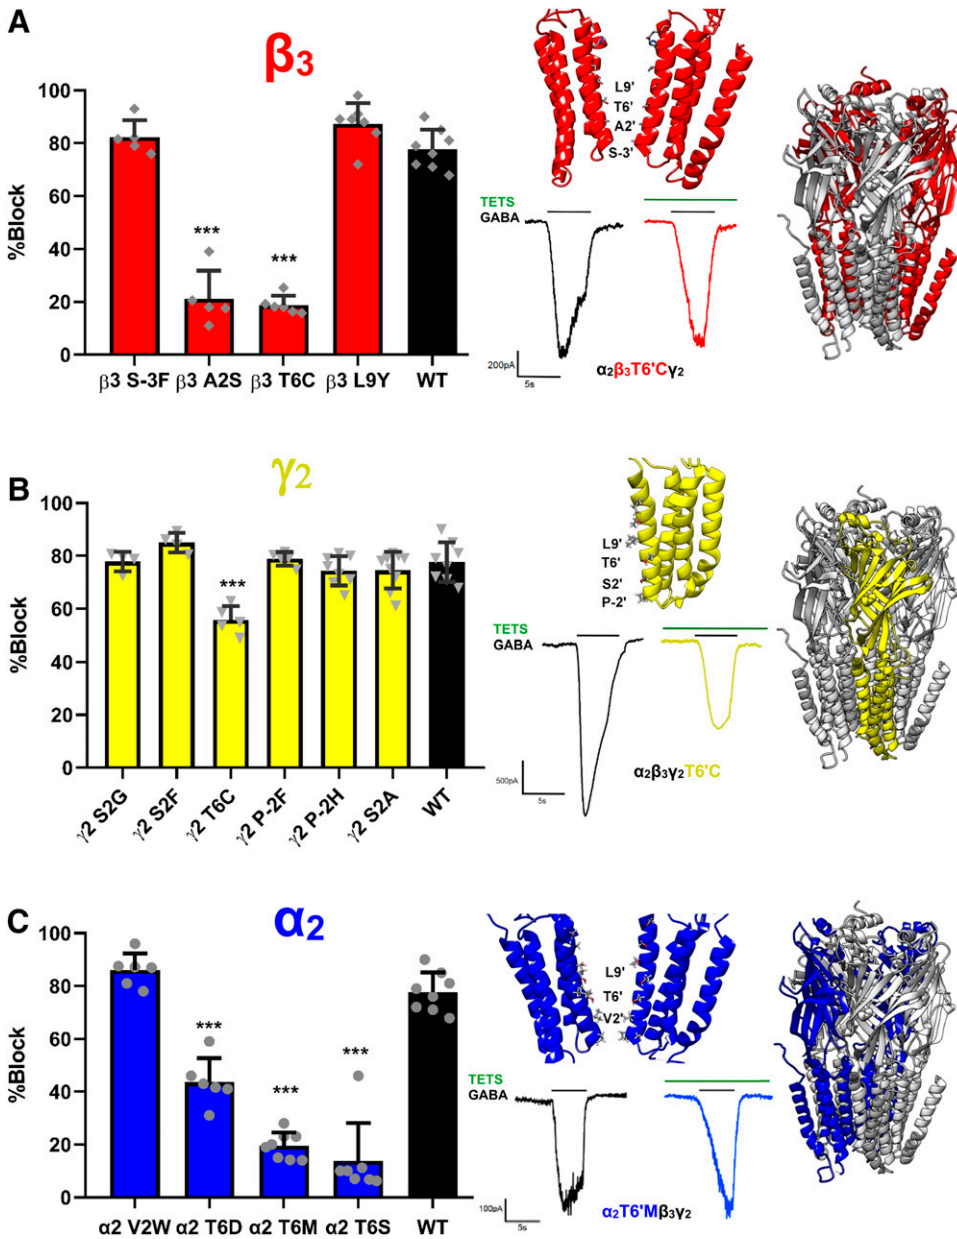 A
β3
%Block
100
80
60
40
20
0
β3 S-3F
β3 A2S
β3 T6C
β3 L9Y
WT
***
***
L9'
T6'
A2'
S-3'
TETS
GABA
200pA
5s
α2β3T6'Cγ2
B
γ2
%Block
100
80
60
40
20
0
γ2 S2G
γ2 S2F
γ2 T6C
γ2 P-2F
γ2 P-2H
γ2 S2A
WT
***
L9'
T6'
S2'
P-2'
TETS
GABA
500pA
5s
α2β3γ2T6'C
C
α2
%Block
100
80
60
40
20
0
α2 V2W
α2 T6D
α2 T6M
α2 T6S
WT
***
***
***
L9'
T6'
V2'
TETS
GABA
100pA
5s
α2T6'Mβ3γ2